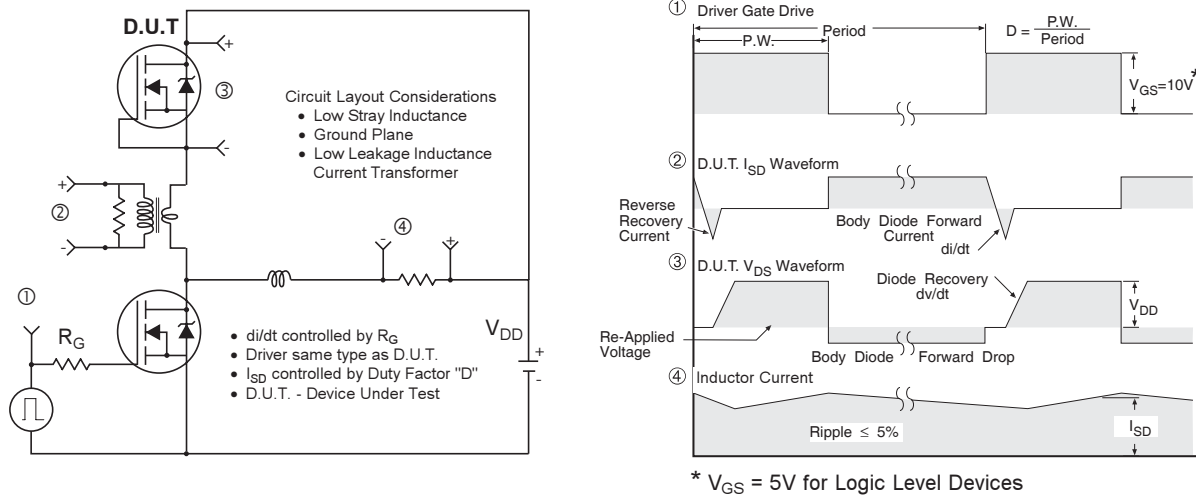 D.U.T
+
③
-
Circuit Layout Considerations
• Low Stray Inductance
• Ground Plane
• Low Leakage Inductance
Current Transformer
+
②
-
④
-
+
①
R_G
V_DD
+
-
• di/dt controlled by R_G
• Driver same type as D.U.T.
• I_SD controlled by Duty Factor "D"
• D.U.T. - Device Under Test
① Driver Gate Drive
P.W.
Period
D = P.W.
Period
V_GS=10V*
② D.U.T. I_SD Waveform
Reverse
Recovery
Current
Body Diode Forward
Current
di/dt
③ D.U.T. V_DS Waveform
Diode Recovery
dv/dt
V_DD
Re-Applied
Voltage
Body Diode Forward Drop
④ Inductor Current
Ripple ≤ 5%
I_SD
* V_GS = 5V for Logic Level Devices